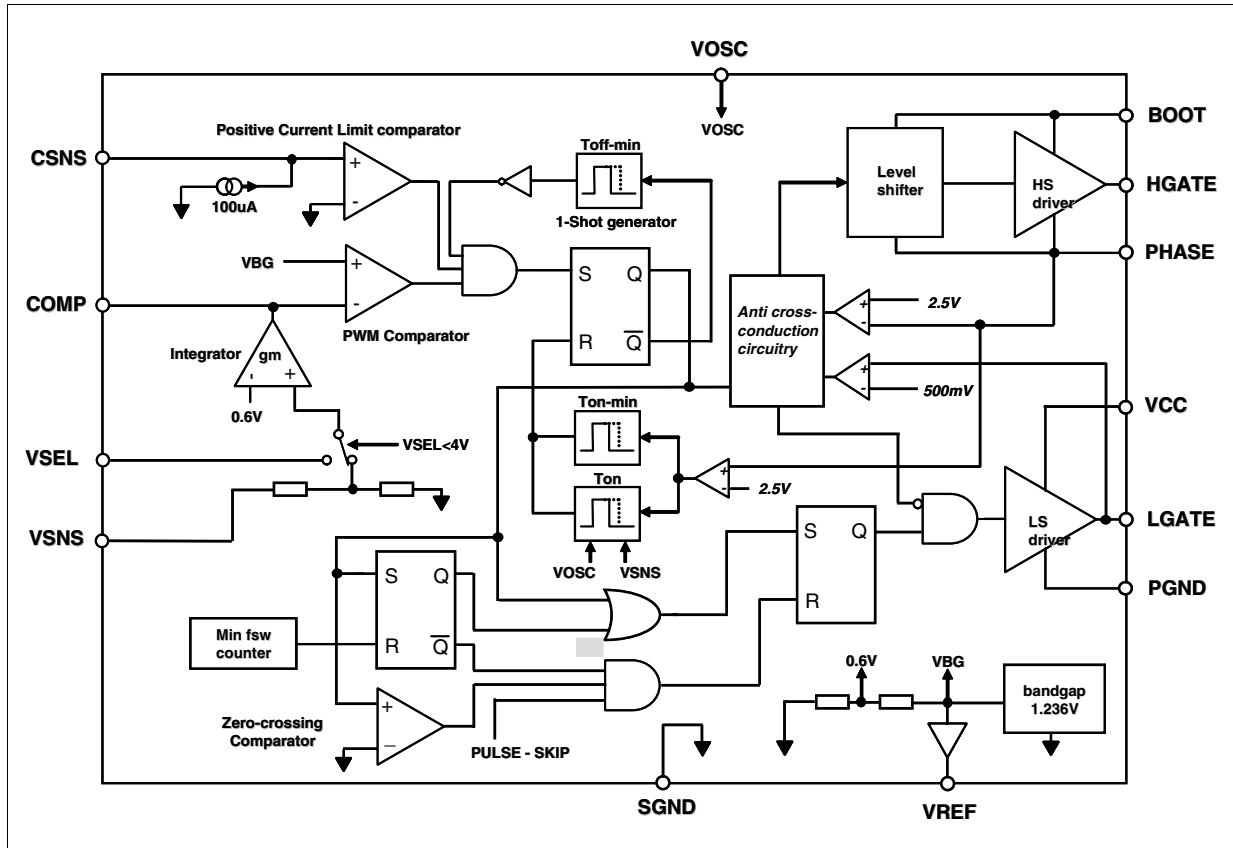 VOSC
VOSC
BOOT
HGATE
PHASE
VCC
LGATE
PGND
CSNS
COMP
VSEL
VSNS
SGND
VREF
Positive Current Limit comparator
+
-
100uA
VBG
+
-
PWM Comparator
Integrator
gm
-
+
0.6V
VSEL<4V
Toff-min
1-Shot generator
S
Q
R
Q
Level
shifter
HS
driver
Anti cross-
conduction
circuitry
+
-
2.5V
+
-
500mV
Ton-min
Ton
VOSC
VSNS
+
-
2.5V
S
Q
R
LS
driver
S
Q
R
Q
Min fsw
counter
+
–
Zero-crossing
Comparator
PULSE - SKIP
0.6V
VBG
bandgap
1.236V